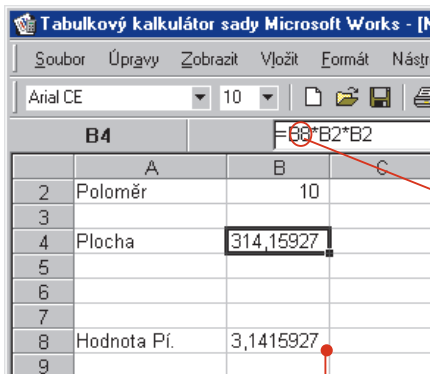 Tabulkový kalkulátor sady Microsoft Works - [
Soubor Úpravy Zobrazit Vložit Formát
Arial CE 10
B4 =B8*B2*B2
A B C
2 Poloměr 10
3
4 Plocha 314,15927
5
6
7
8 Hodnota Pí. 3,1415927
9